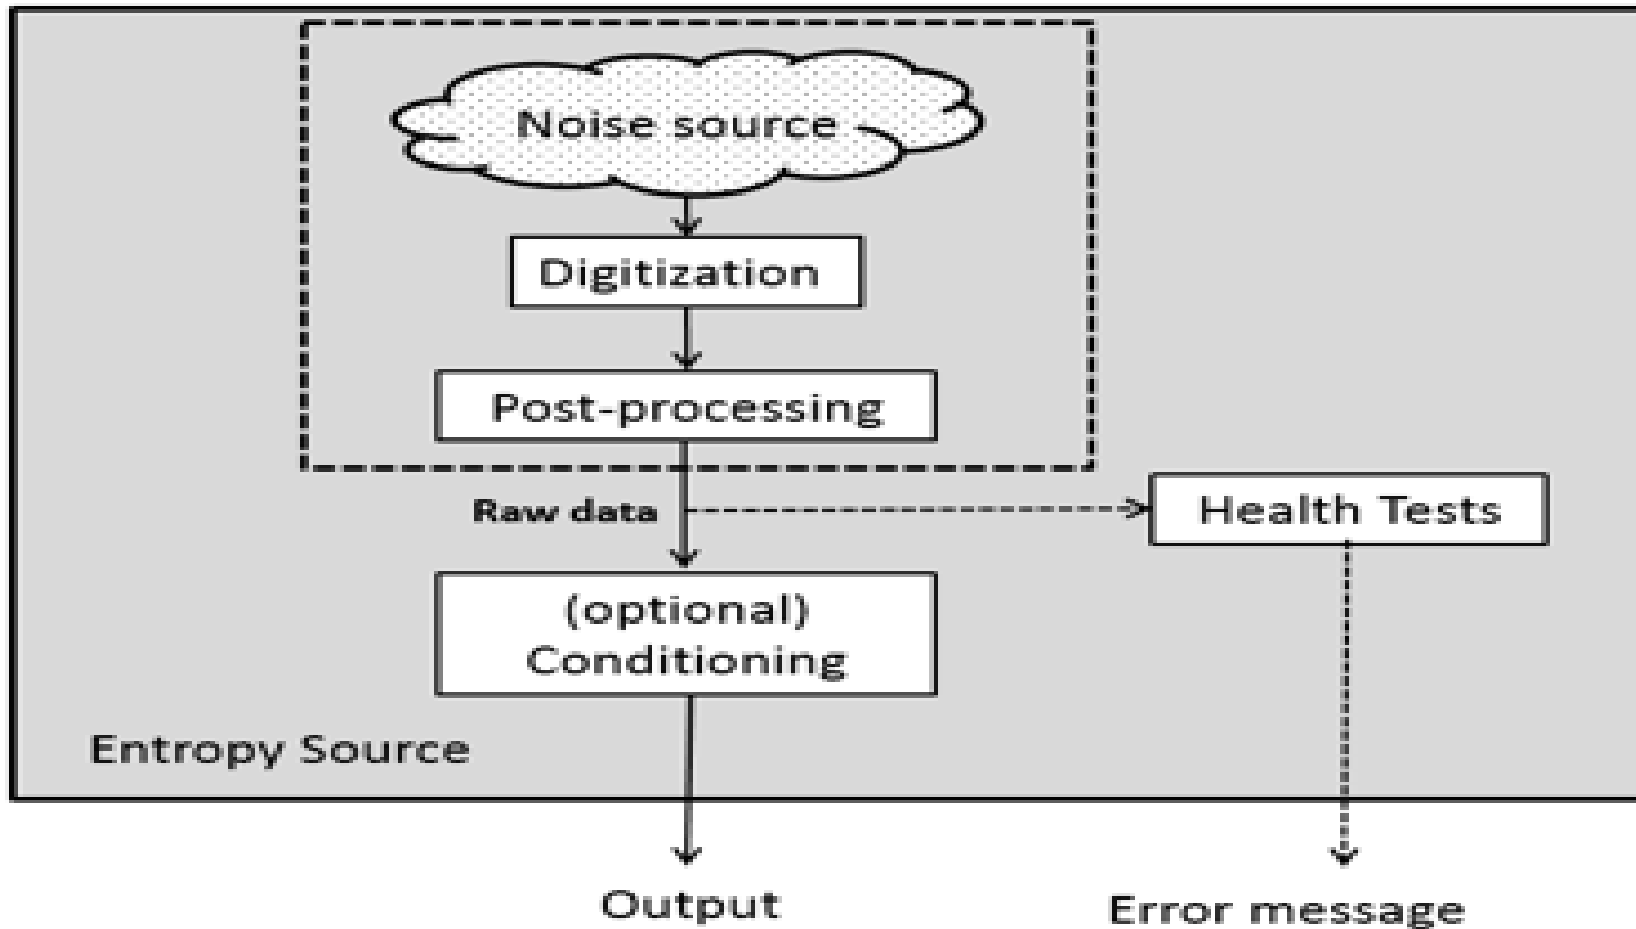 Noise source
Digitization
Post-processing
Raw data
Health Tests
(optional)
Conditioning
Entropy Source
Output
Error message